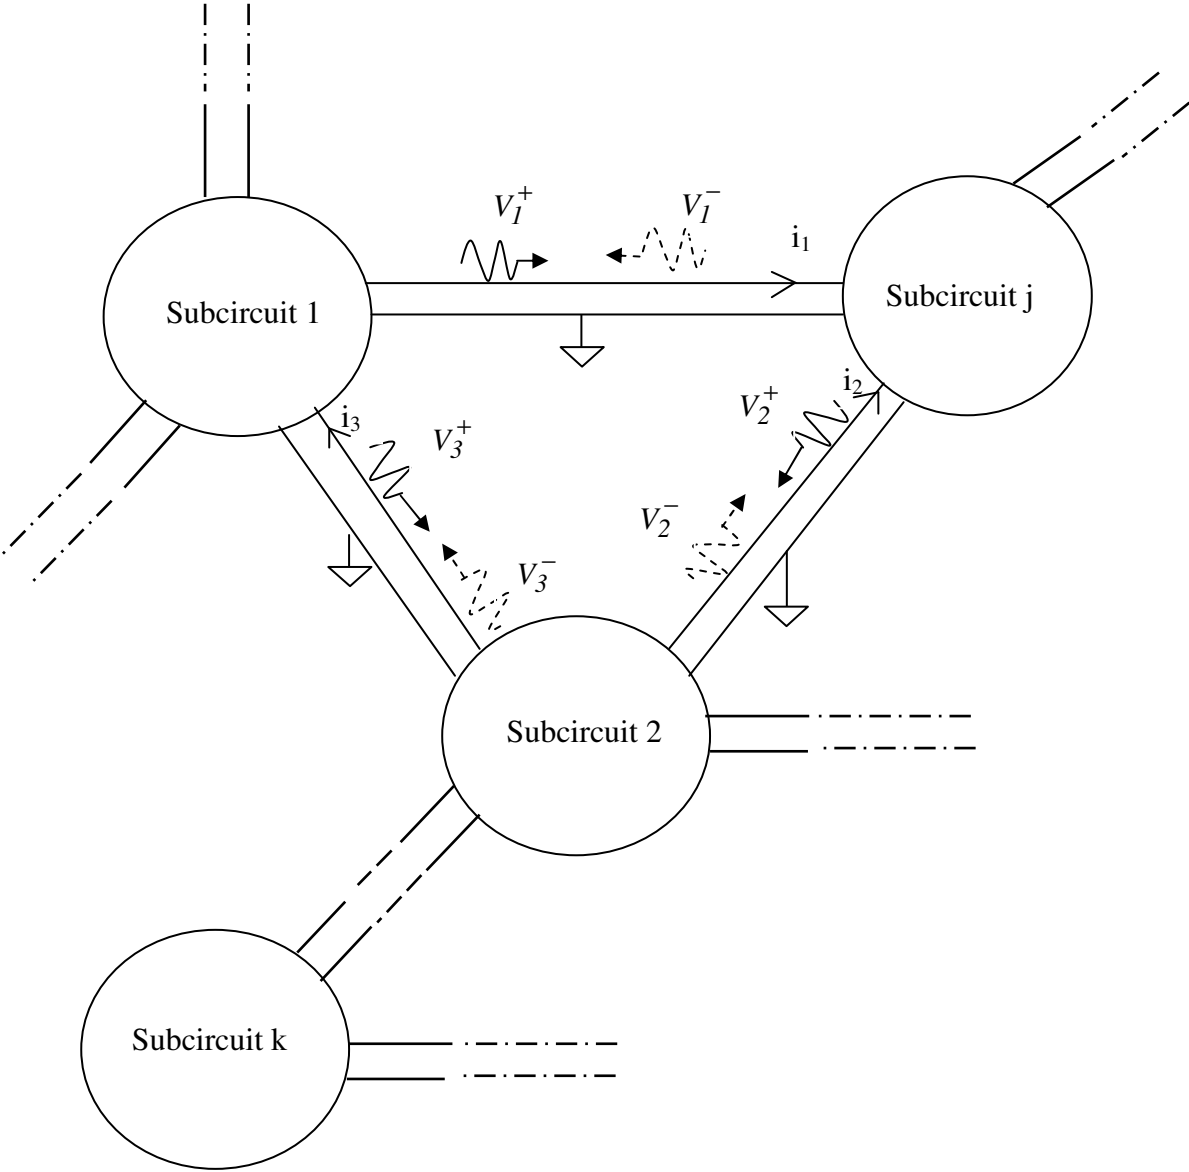 V₁⁺
V₁⁻
i₁
Subcircuit 1
Subcircuit j
i₂
V₂⁺
i₃
V₃⁺
V₂⁻
V₃⁻
Subcircuit 2
Subcircuit k